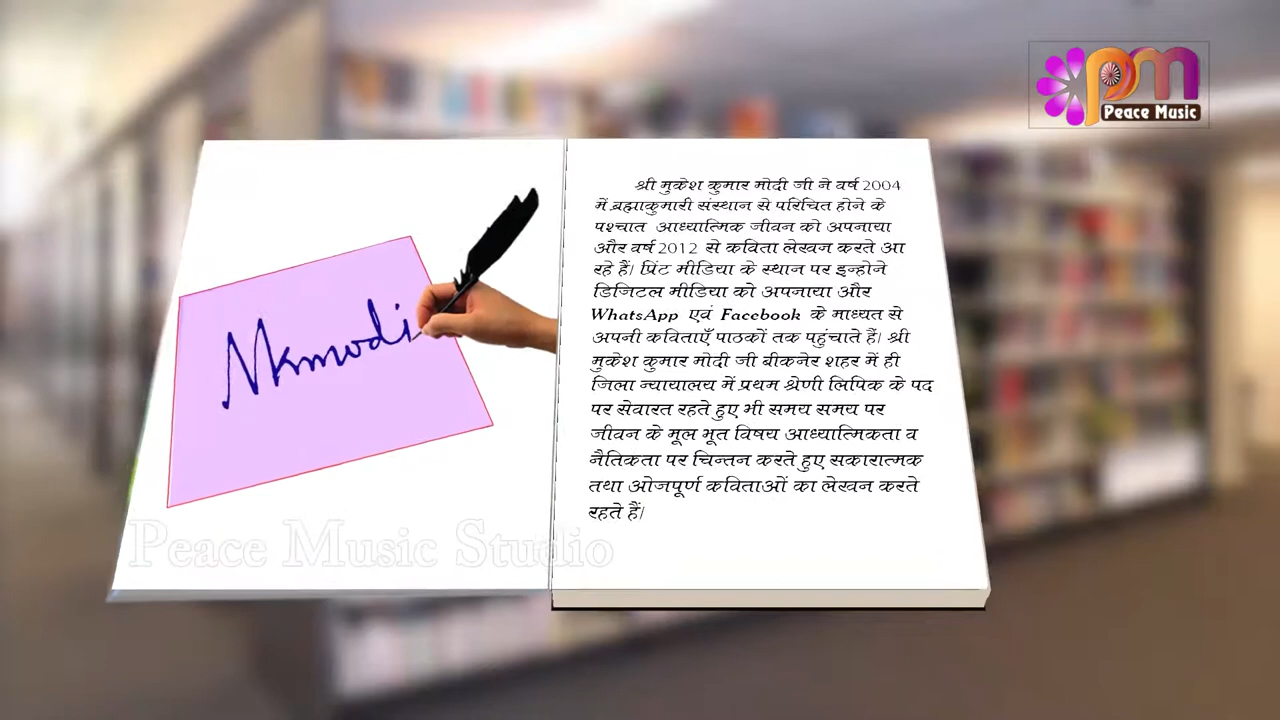 Peace Music
Nkmodi
श्री मुकेश कुमार मोदी जी ने वर्ष 2004
में ब्रह्माकुमारी संस्थान से परिचित होने के
पश्चात आध्यात्मिक जीवन को अपनाया
और वर्ष 2012 से कविता लेखन करते आ
रहे हैं। प्रिंट मीडिया के स्थान पर इन्होने
डिजिटल मीडिया को अपनाया और
WhatsApp एवं Facebook के माध्यत से
अपनी कविताएँ पाठकों तक पहुंचाते हैं। श्री
मुकेश कुमार मोदी जी बीकनेर शहर में ही
जिला न्यायालय में प्रथम श्रेणी लिपिक के पद
पर सेवारत रहते हुए भी समय समय पर
जीवन के मूल भूत विषय आध्यात्मिकता व
नैतिकता पर चिन्तन करते हुए सकारात्मक
तथा ओजपूर्ण कविताओं का लेखन करते
रहते हैं।
Peace Music Studio